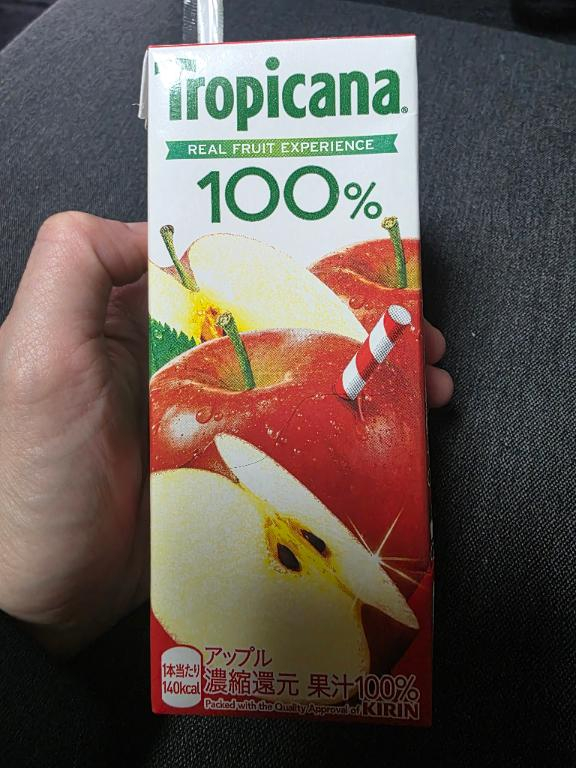 Tropicana®
REAL FRUIT EXPERIENCE
100%
1本当たり
140kcal
アップル
濃縮還元 果汁100%
Packed with the Quality Approval of KIRIN